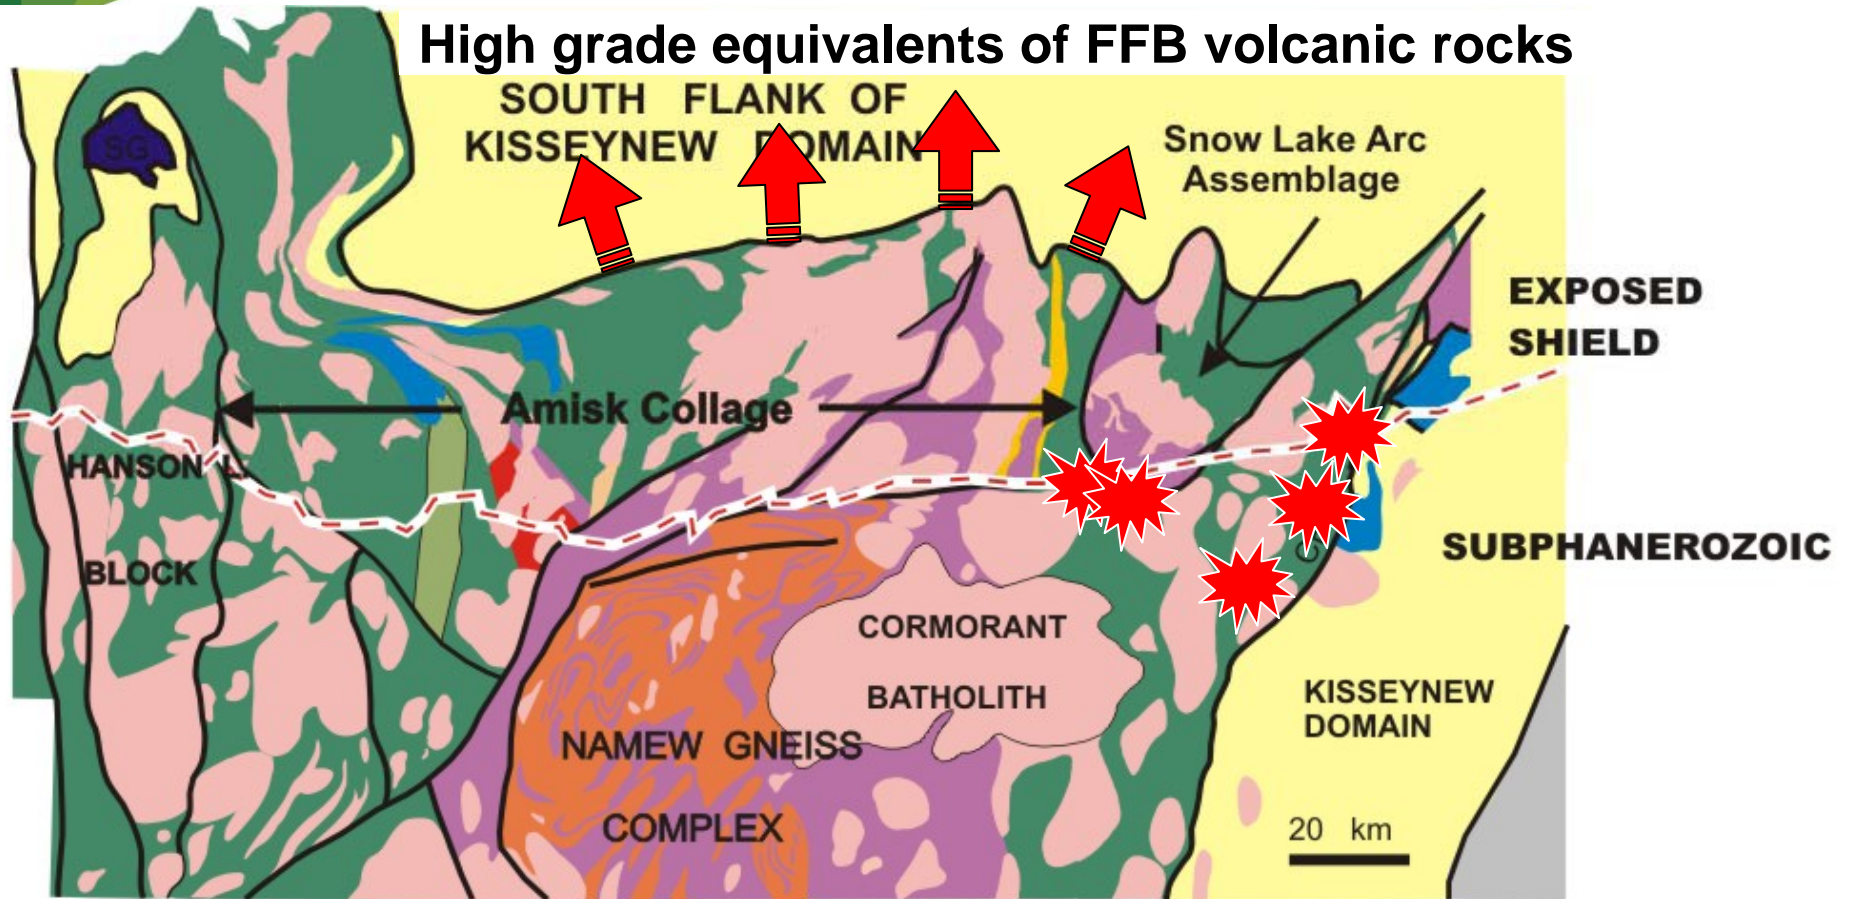 High grade equivalents of FFB volcanic rocks
SOUTH FLANK OF
KISSEYNEW DOMAIN
Snow Lake Arc
Assemblage
SG
EXPOSED
SHIELD
Amisk Collage
HANSON L.
BLOCK
SUBPHANEROZOIC
CORMORANT
BATHOLITH
KISSEYNEW
DOMAIN
NAMEW GNEISS
COMPLEX
20 km